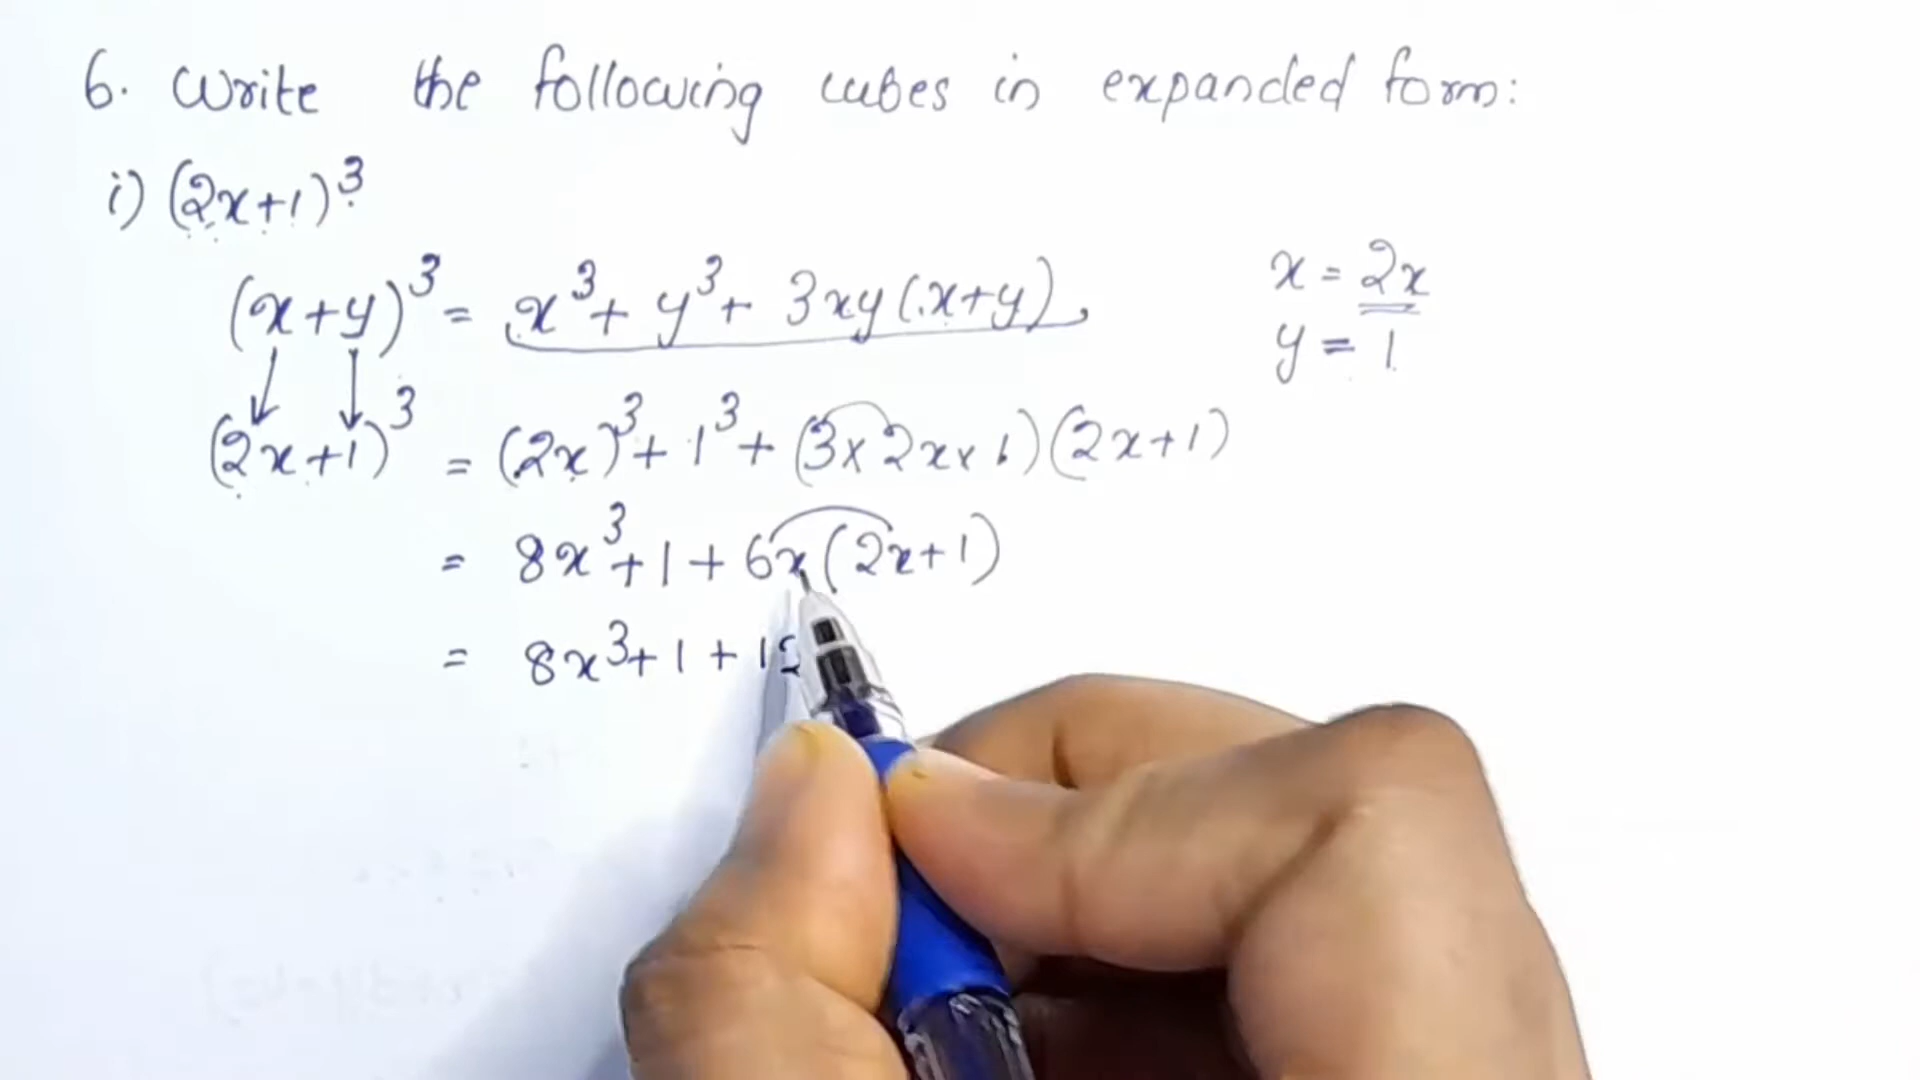 6. Write the following cubes in expanded form:
i) (2x+1)³
(x+y)³ = x³ + y³ + 3xy(x+y),
x = 2x
y = 1
(2x+1)³ = (2x)³ + 1³ + (3×2x×1)(2x+1)
= 8x³ + 1 + 6x(2x+1)
= 8x³ + 1 + 12